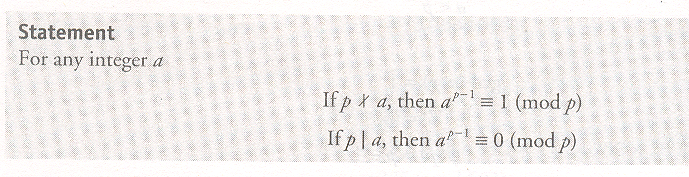 Statement
For any integer a
If p ∤ a, then a^{p−1} ≡ 1 (mod p)
If p | a, then a^{p−1} ≡ 0 (mod p)